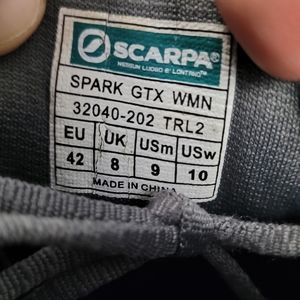 SCARPA®
NESSUN LUOGO E' LONTANO™
SPARK GTX WMN
32040-202 TRL2
EU UK USm USw
42 8 9 10
MADE IN CHINA